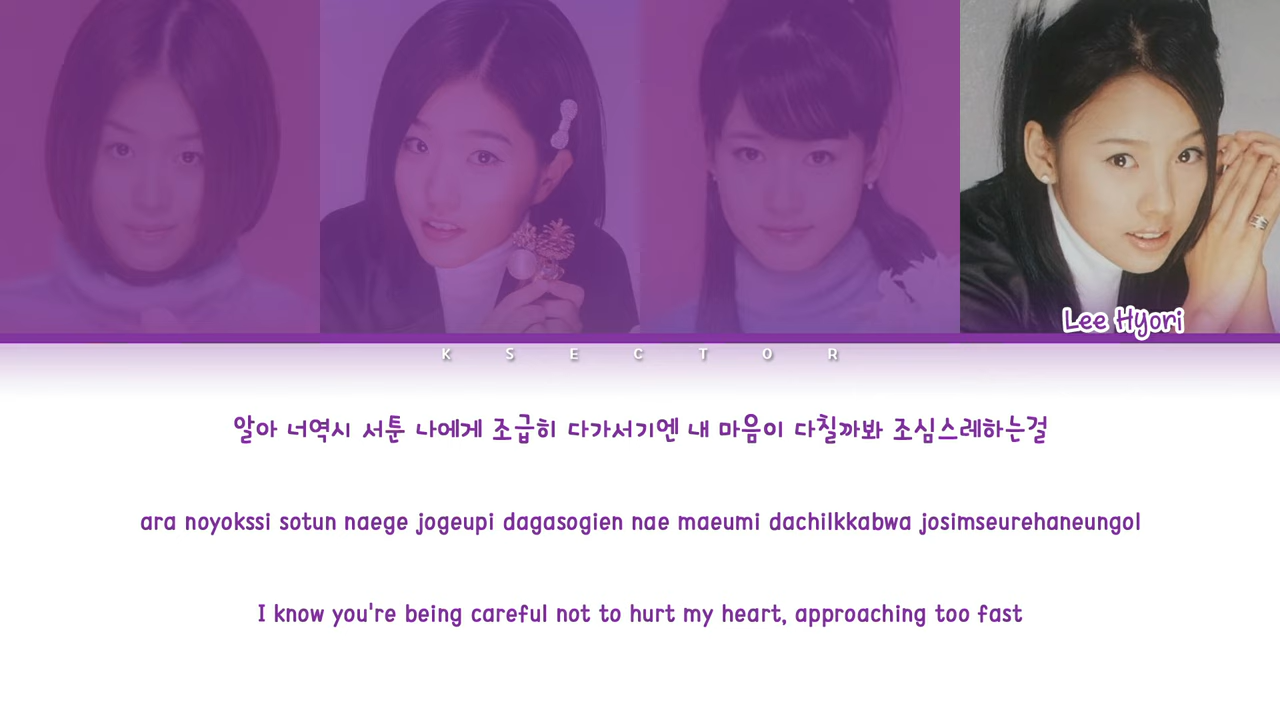 Lee Hyori
K S E C T O R
알아 너역시 서툰 나에게 조급히 다가서기엔 내 마음이 다칠까봐 조심스레하는걸
ara noyokssi sotun naege jogeupi dagasogien nae maeumi dachilkkabwa josimseurehaneungol
I know you're being careful not to hurt my heart, approaching too fast